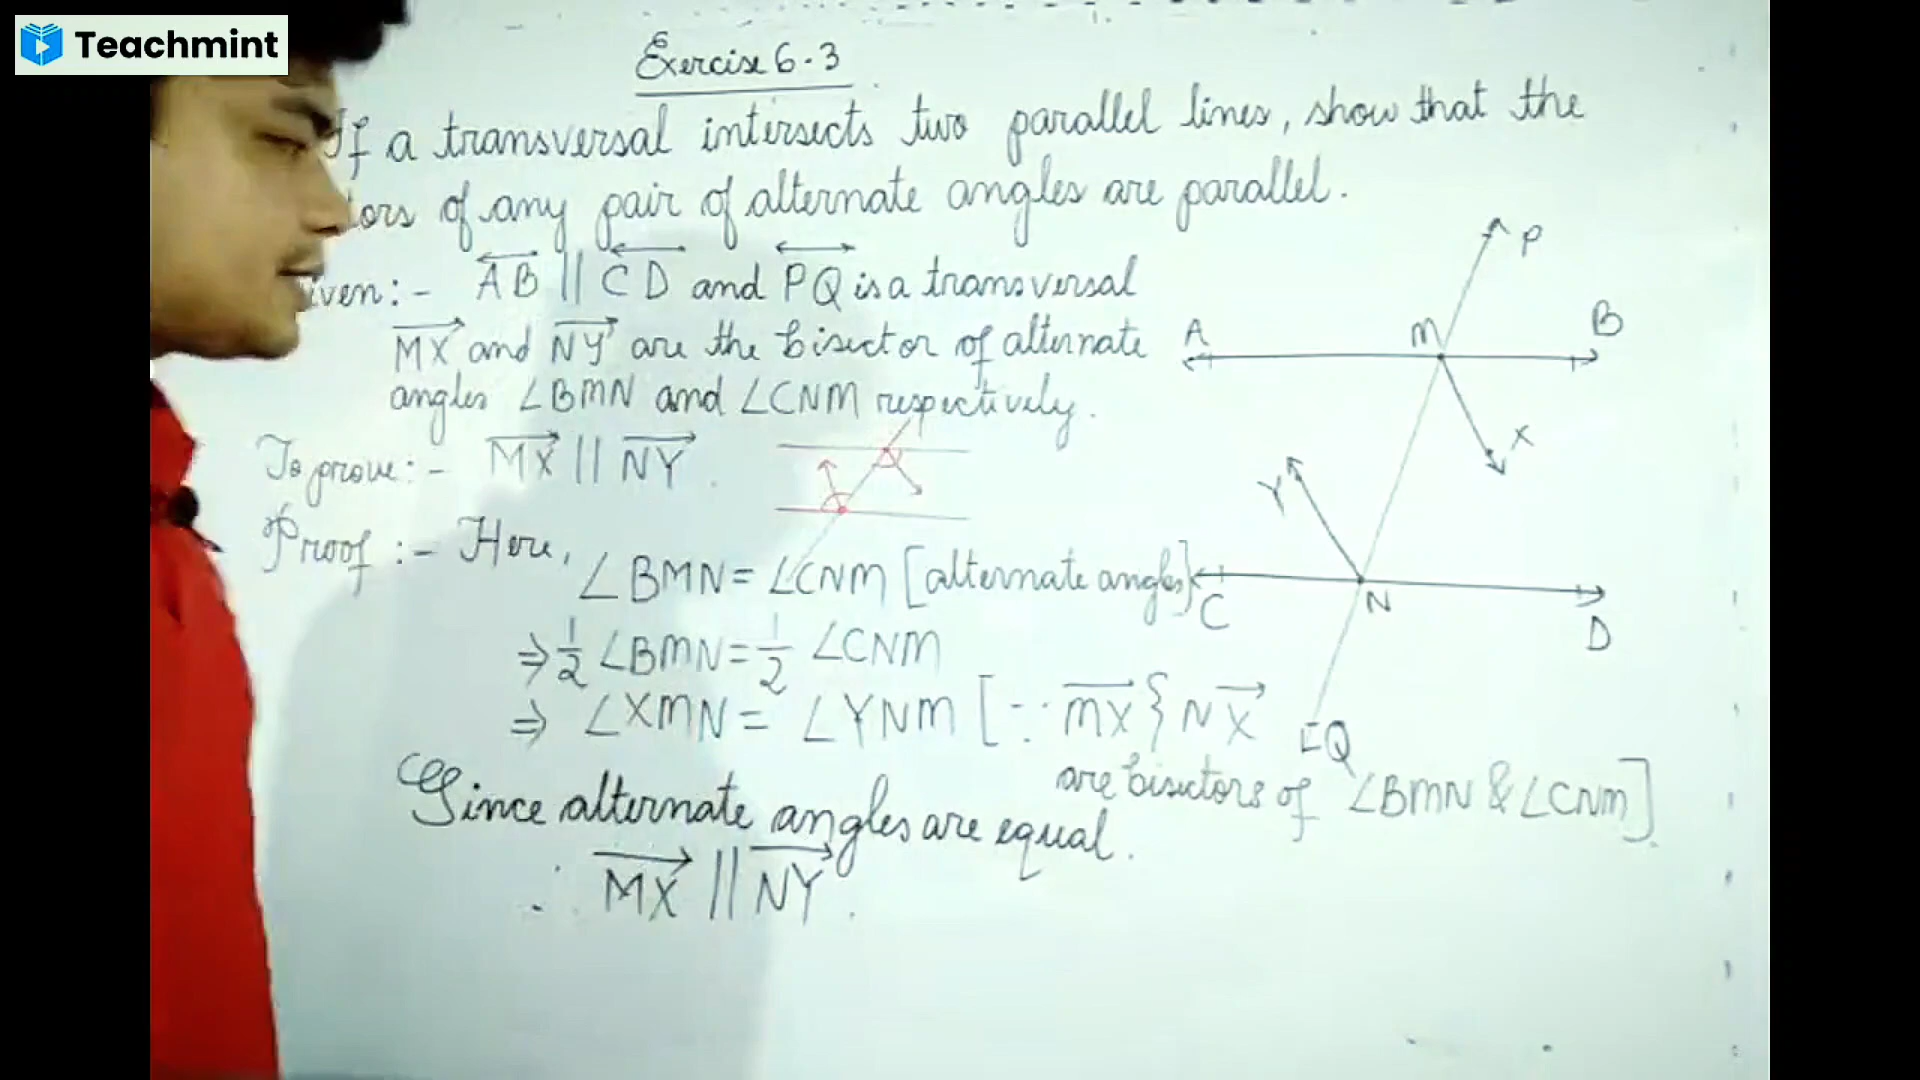 Teachmint
Exercise 6.3
If a transversal intersects two parallel lines, show that the
tors of any pair of alternate angles are parallel.
iven:- AB || CD and PQ is a transversal
MX and NY are the bisector of alternate
angles ∠BMN and ∠CNM respectively.
To prove:- MX || NY.
Proof:- Here,
∠BMN = ∠CNM [alternate angles]
⇒ 1/2 ∠BMN = 1/2 ∠CNM
⇒ ∠XMN = ∠YNM [∵ MX } NX
are bisectors of ∠BMN & ∠CNM]
Since alternate angles are equal.
∴ MX || NY.
P
A
M
B
X
Y
C
N
D
Q